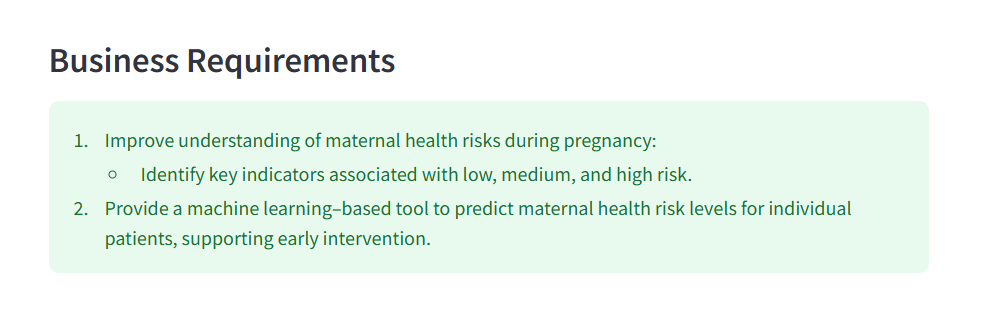 Business Requirements
1. Improve understanding of maternal health risks during pregnancy:
○ Identify key indicators associated with low, medium, and high risk.
2. Provide a machine learning–based tool to predict maternal health risk levels for individual
patients, supporting early intervention.